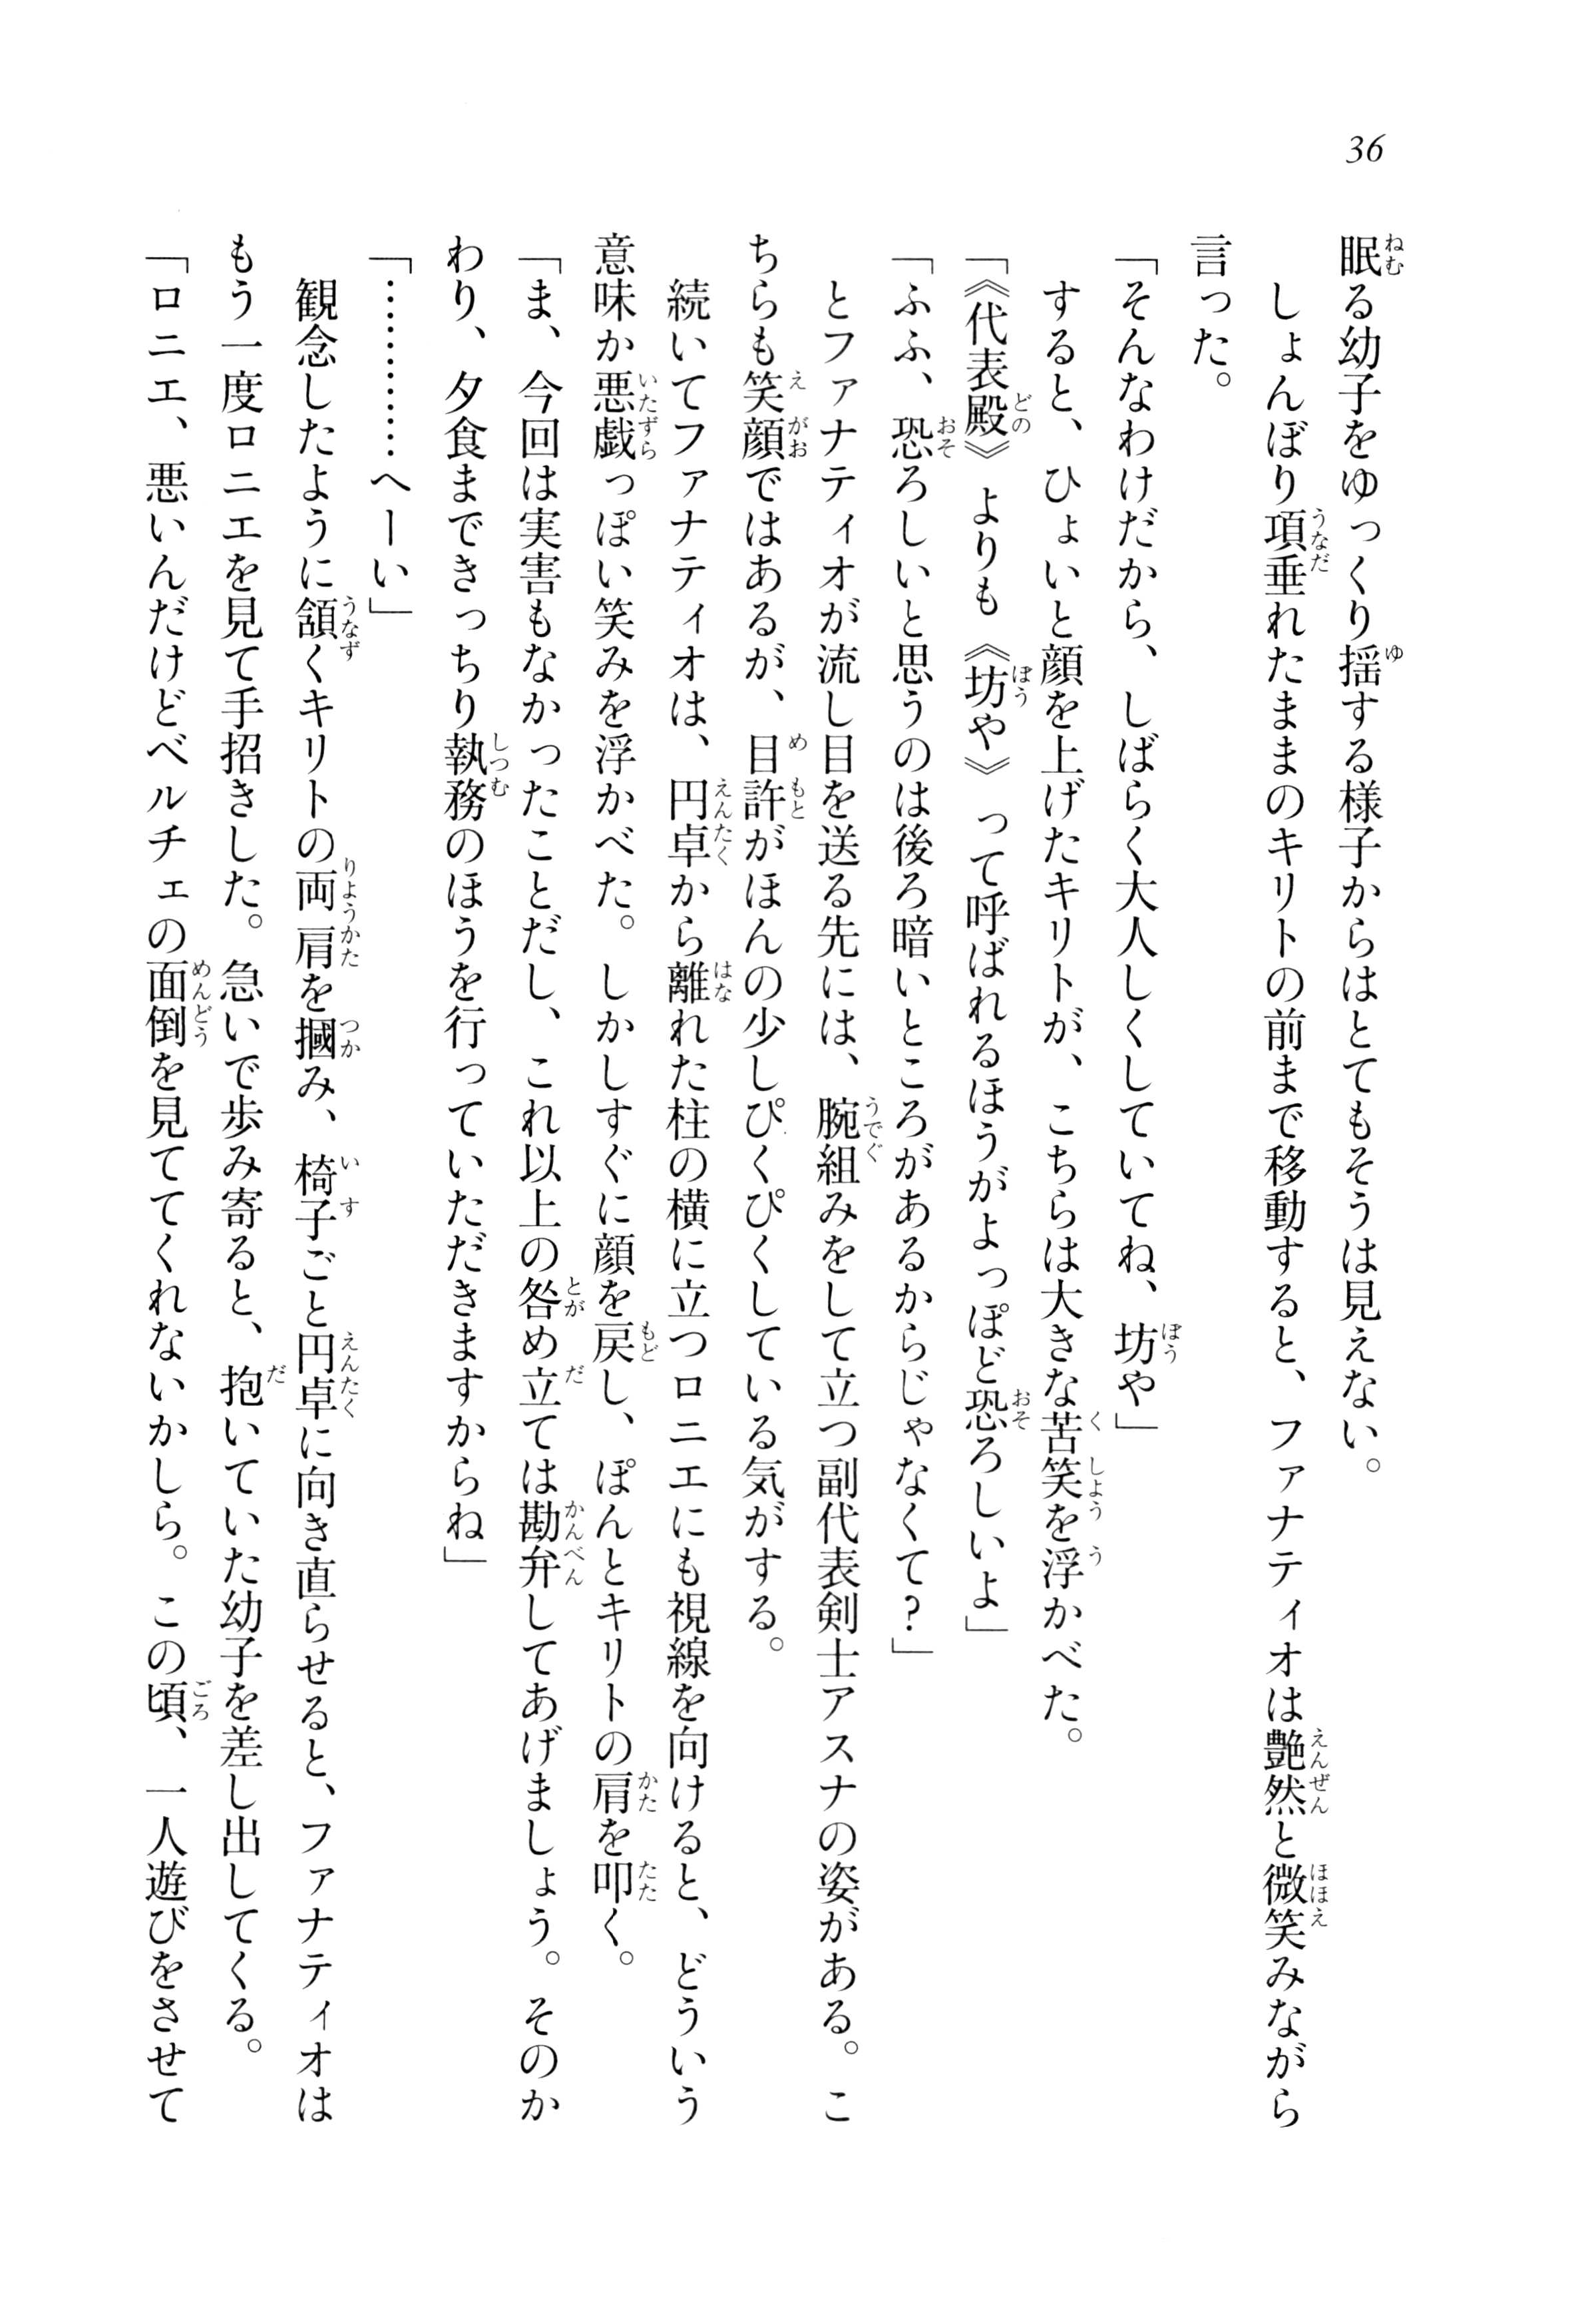 36
眠る幼子をゆっくり揺する様子からはとてもそうは見えない。
しょんぼり項垂れたままのキリトの前まで移動すると、ファナティオは艶然と微笑みながら
言った。
「そんなわけだから、しばらく大人しくしていてね、坊や」
すると、ひょいと顔を上げたキリトが、こちらは大きな苦笑を浮かべた。
「《代表殿》よりも《坊や》って呼ばれるほうがよっぽど恐ろしいよ」
「ふふ、恐ろしいと思うのは後ろ暗いところがあるからじゃなくて?」
とファナティオが流し目を送る先には、腕組みをして立つ副代表剣士アスナの姿がある。こ
ちらも笑顔ではあるが、目許がほんの少しぴくぴくしている気がする。
続いてファナティオは、円卓から離れた柱の横に立つロニエにも視線を向けると、どういう
意味か悪戯っぽい笑みを浮かべた。しかしすぐに顔を戻し、ぽんとキリトの肩を叩く。
「ま、今回は実害もなかったことだし、これ以上の咎め立ては勘弁してあげましょう。そのか
わり、夕食まできっちり執務のほうを行っていただきますからね」
「…………へーい」
観念したように頷くキリトの両肩を摑み、椅子ごと円卓に向き直らせると、ファナティオは
もう一度ロニエを見て手招きした。急いで歩み寄ると、抱いていた幼子を差し出してくる。
「ロニエ、悪いんだけどベルチェの面倒を見ててくれないかしら。この頃、一人遊びをさせて